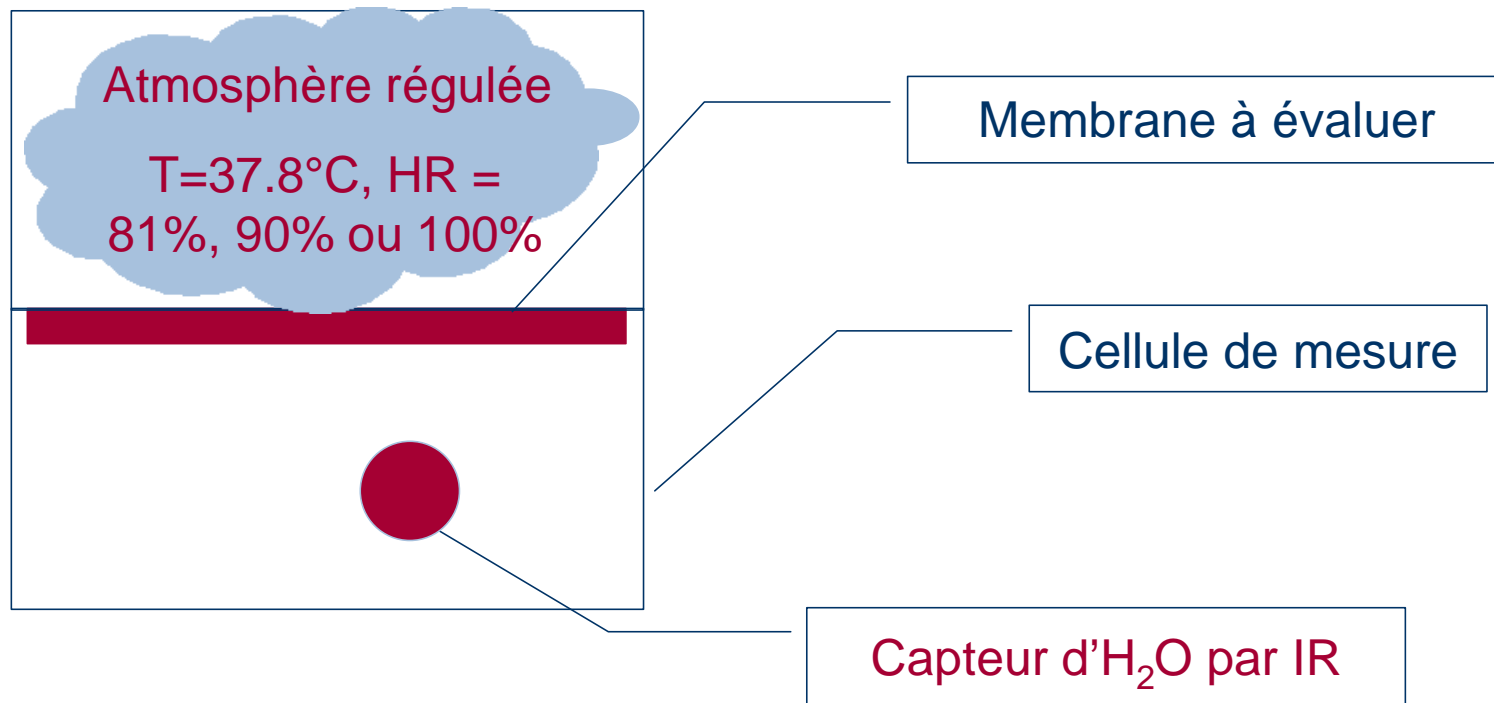 Atmosphère régulée
T=37.8°C, HR =
81%, 90% ou 100%
Membrane à évaluer
Cellule de mesure
Capteur d'H₂O par IR